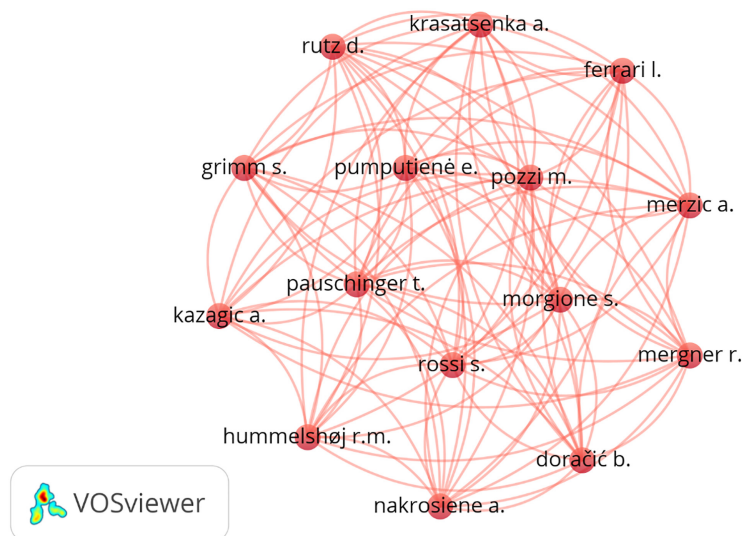 krasatsenka a.
rutz d.
ferrari l.
grimm s.
pumputienė e.
pozzi m.
merzic a.
pauschinger t.
morgione s.
kazagic a.
mergner r.
rossi s.
hummelshøj r.m.
doračić b.
nakrosiene a.
VOSviewer